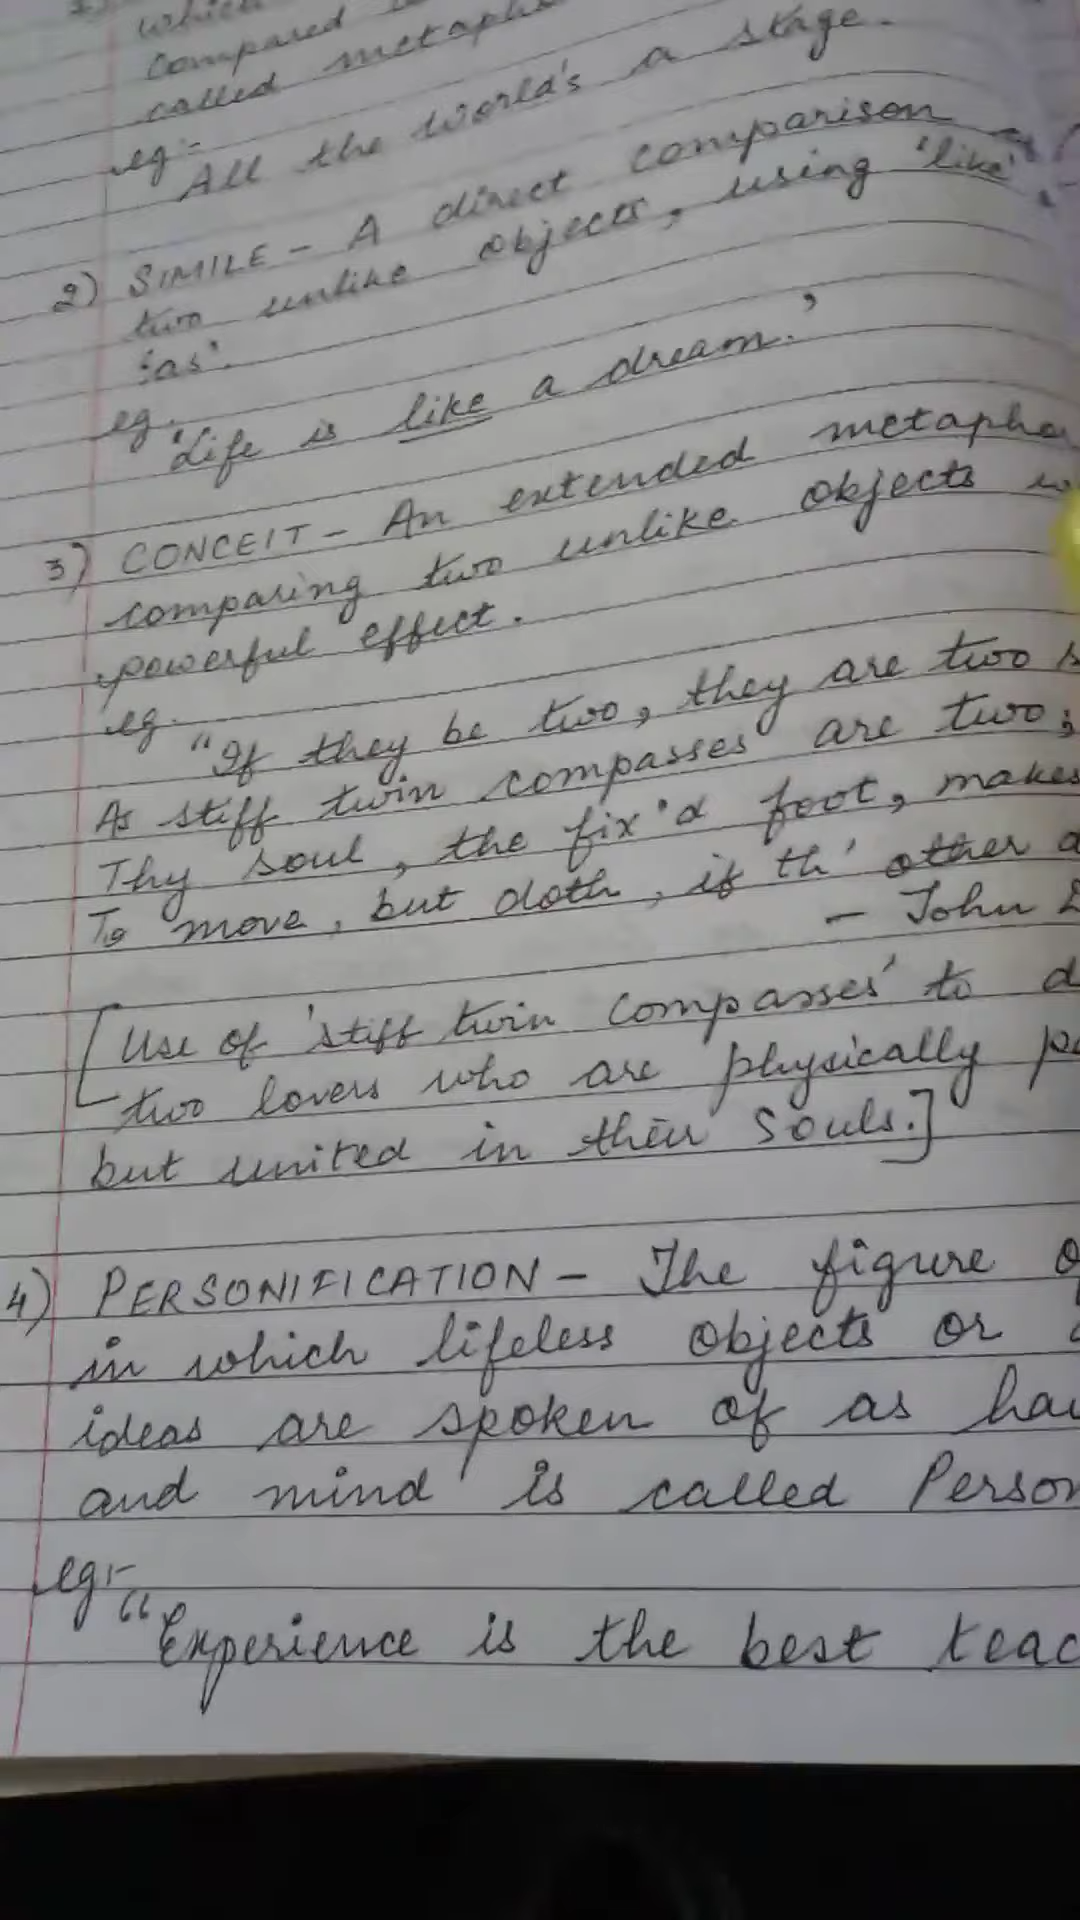 which
compared
called metaph
eg:-
All the World's a stage.
2) SIMILE - A direct comparison
two unlike objects, using 'like',
'as'.
eg.
'Life is like a dream.'
3) CONCEIT - An extended metapho
comparing two unlike objects
powerful effect.
eg.
"If they be two, they are two s
As stiff twin compasses are two;
Thy soul, the fix'd foot, makes
To move, but doth, if th' other d
- John D
[Use of 'stiff twin compasses' to d
two lovers who are physically
but united in their souls.]
4) PERSONIFICATION - The figure of
in which lifeless objects or a
ideas are spoken of as hav
and mind is called Person
eg:-
"Experience is the best teac